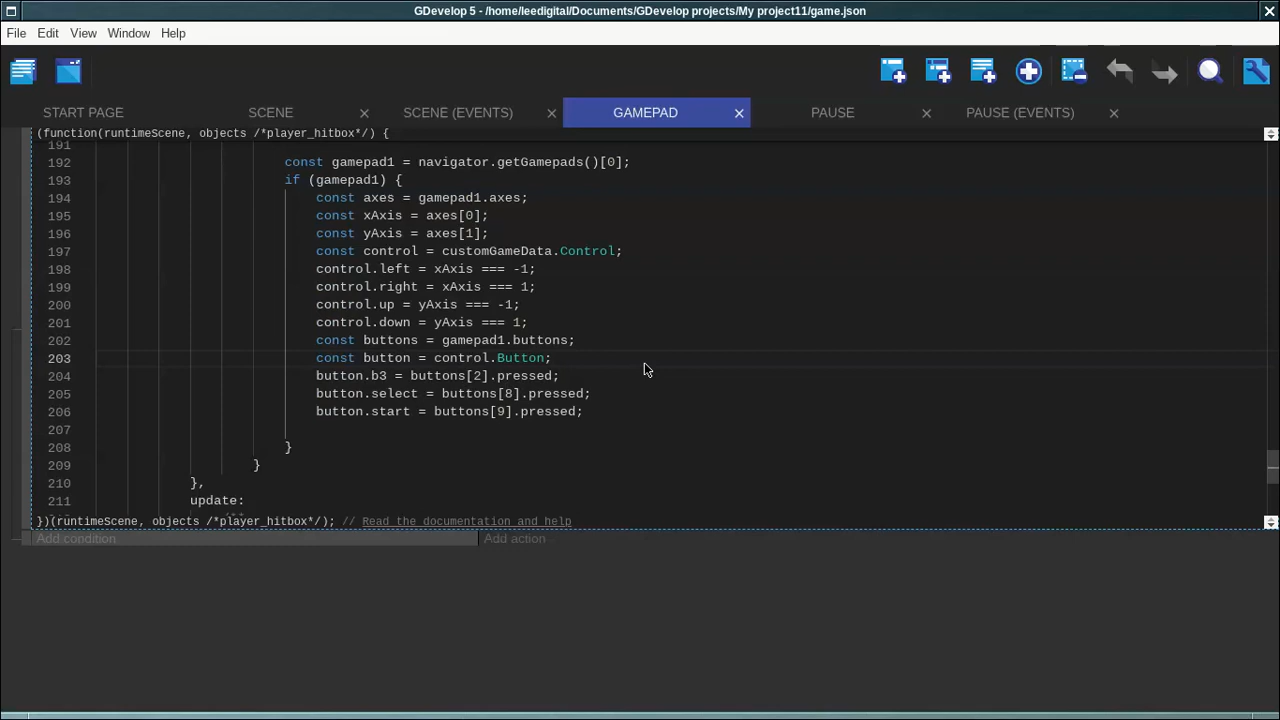 GDevelop 5 - /home/leedigital/Documents/GDevelop projects/My project11/game.json
File Edit View Window Help
START PAGE SCENE SCENE (EVENTS) GAMEPAD PAUSE PAUSE (EVENTS)
(function(runtimeScene, objects /*player_hitbox*/) {
191
192 const gamepad1 = navigator.getGamepads()[0];
193 if (gamepad1) {
194 const axes = gamepad1.axes;
195 const xAxis = axes[0];
196 const yAxis = axes[1];
197 const control = customGameData.Control;
198 control.left = xAxis === -1;
199 control.right = xAxis === 1;
200 control.up = yAxis === -1;
201 control.down = yAxis === 1;
202 const buttons = gamepad1.buttons;
203 const button = control.Button;
204 button.b3 = buttons[2].pressed;
205 button.select = buttons[8].pressed;
206 button.start = buttons[9].pressed;
207
208 }
209 }
210 },
211 update:
})(runtimeScene, objects /*player_hitbox*/); // Read the documentation and help
Add condition Add action